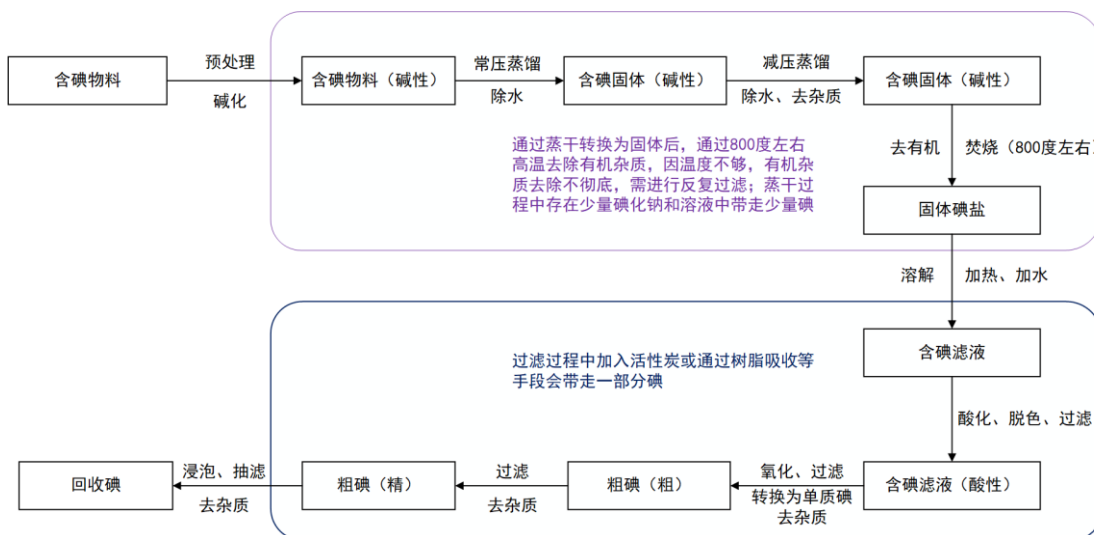 含碘物料
预处理
碱化
含碘物料（碱性）
常压蒸馏
除水
含碘固体（碱性）
减压蒸馏
除水、去杂质
含碘固体（碱性）
通过蒸干转换为固体后，通过800度左右
高温去除有机杂质，因温度不够，有机杂
质去除不彻底，需进行反复过滤；蒸干过
程中存在少量碘化钠和溶液中带走少量碘
去有机
焚烧（800度左右）
固体碘盐
溶解
加热、加水
含碘滤液
过滤过程中加入活性炭或通过树脂吸收等
手段会带走一部分碘
酸化、脱色、过滤
含碘滤液（酸性）
氧化、过滤
转换为单质碘
去杂质
粗碘（粗）
过滤
去杂质
粗碘（精）
浸泡、抽滤
去杂质
回收碘